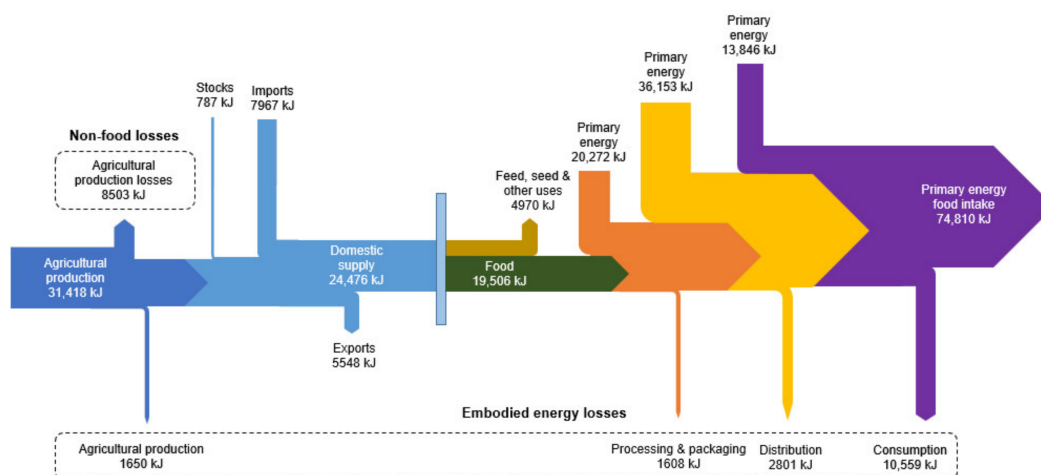 Primary
energy
13,846 kJ
Primary
energy
36,153 kJ
Stocks
787 kJ
Imports
7967 kJ
Primary
energy
20,272 kJ
Non-food losses
Agricultural
production losses
8503 kJ
Feed, seed &
other uses
4970 kJ
Primary energy
food intake
74,810 kJ
Agricultural
production
31,418 kJ
Domestic
supply
24,476 kJ
Food
19,506 kJ
Exports
5548 kJ
Embodied energy losses
Agricultural production
1650 kJ
Processing & packaging
1608 kJ
Distribution
2801 kJ
Consumption
10,559 kJ